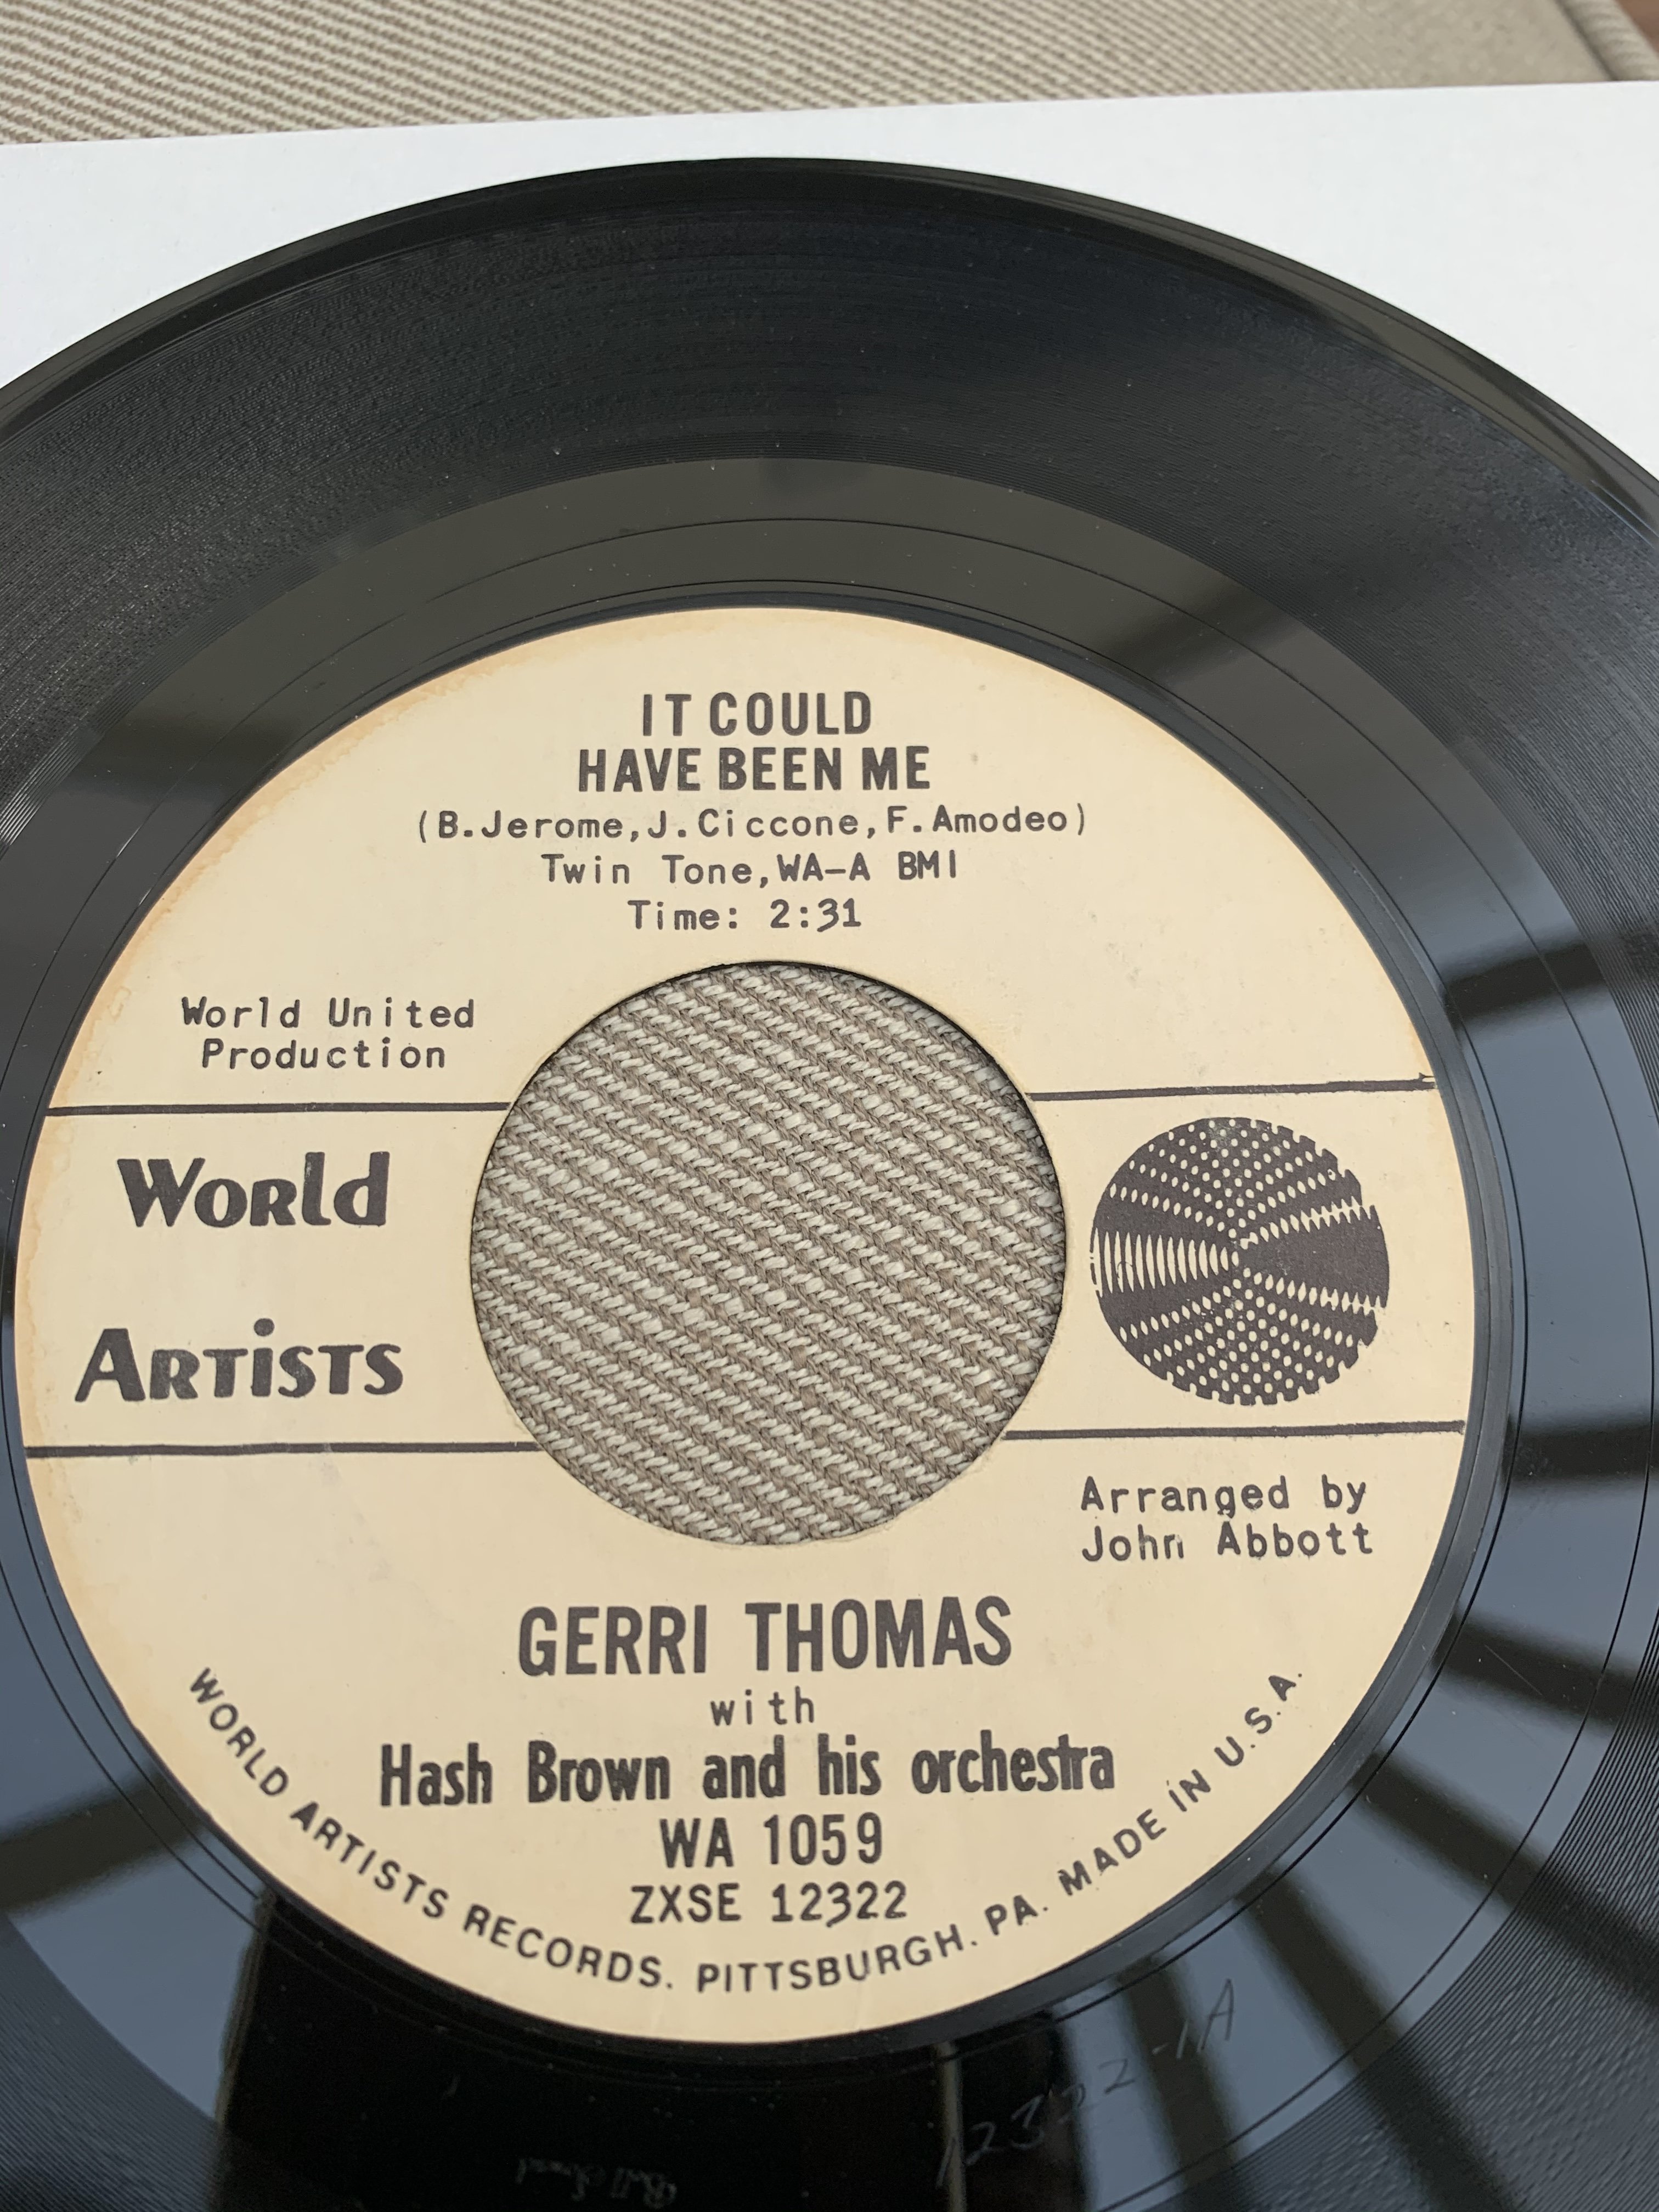 IT COULD
HAVE BEEN ME
(B.Jerome,J.Ciccone,F.Amodeo)
Twin Tone,WA-A BMI
Time: 2:31
World United
Production
World
Artists
Arranged by
John Abbott
GERRI THOMAS
with
Hash Brown and his orchestra
WA 1059
ZXSE 12322
WORLD ARTISTS RECORDS. PITTSBURGH. PA. MADE IN U.S.A.
12322-1A